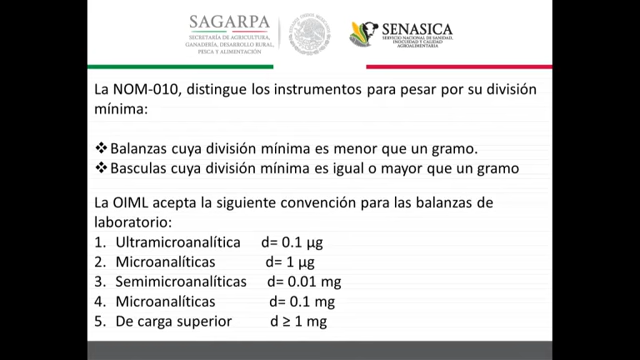 SAGARPA
SECRETARÍA DE AGRICULTURA,
GANADERÍA, DESARROLLO RURAL,
PESCA Y ALIMENTACIÓN
SENASICA
SERVICIO NACIONAL DE SANIDAD,
INOCUIDAD Y CALIDAD
AGROALIMENTARIA
La NOM-010, distingue los instrumentos para pesar por su división
mínima:
❖Balanzas cuya división mínima es menor que un gramo.
❖Basculas cuya división mínima es igual o mayor que un gramo
La OIML acepta la siguiente convención para las balanzas de
laboratorio:
1. Ultramicroanalítica d= 0.1 µg
2. Microanalíticas d= 1 µg
3. Semimicroanalíticas d= 0.01 mg
4. Microanalíticas d= 0.1 mg
5. De carga superior d ≥ 1 mg